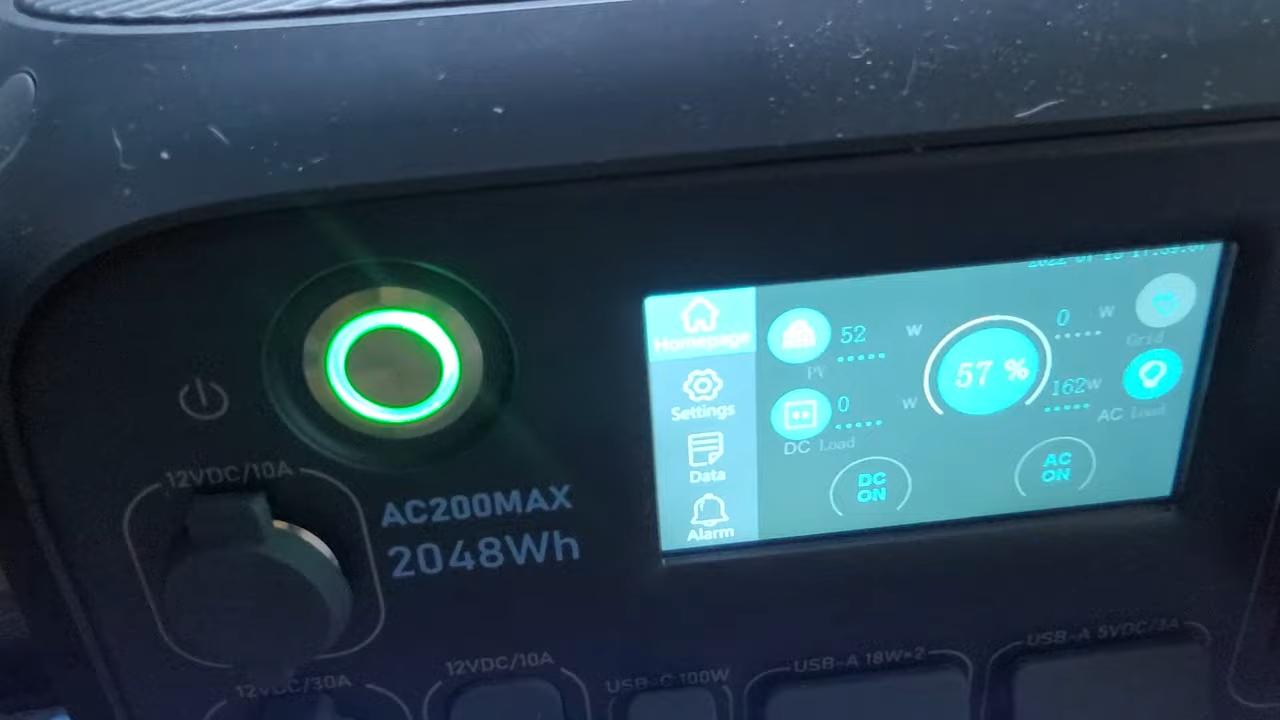 Homepage
52 W
PV
57 %
0 W
Grid
Settings
0 W
DC Load
162W
AC Load
DC
ON
AC
ON
Data
Alarm
12VDC/10A
AC200MAX
2048Wh
12VDC/30A
12VDC/10A
USB-C 100W
USB-A 18W*2
USB-A 5VDC/3A